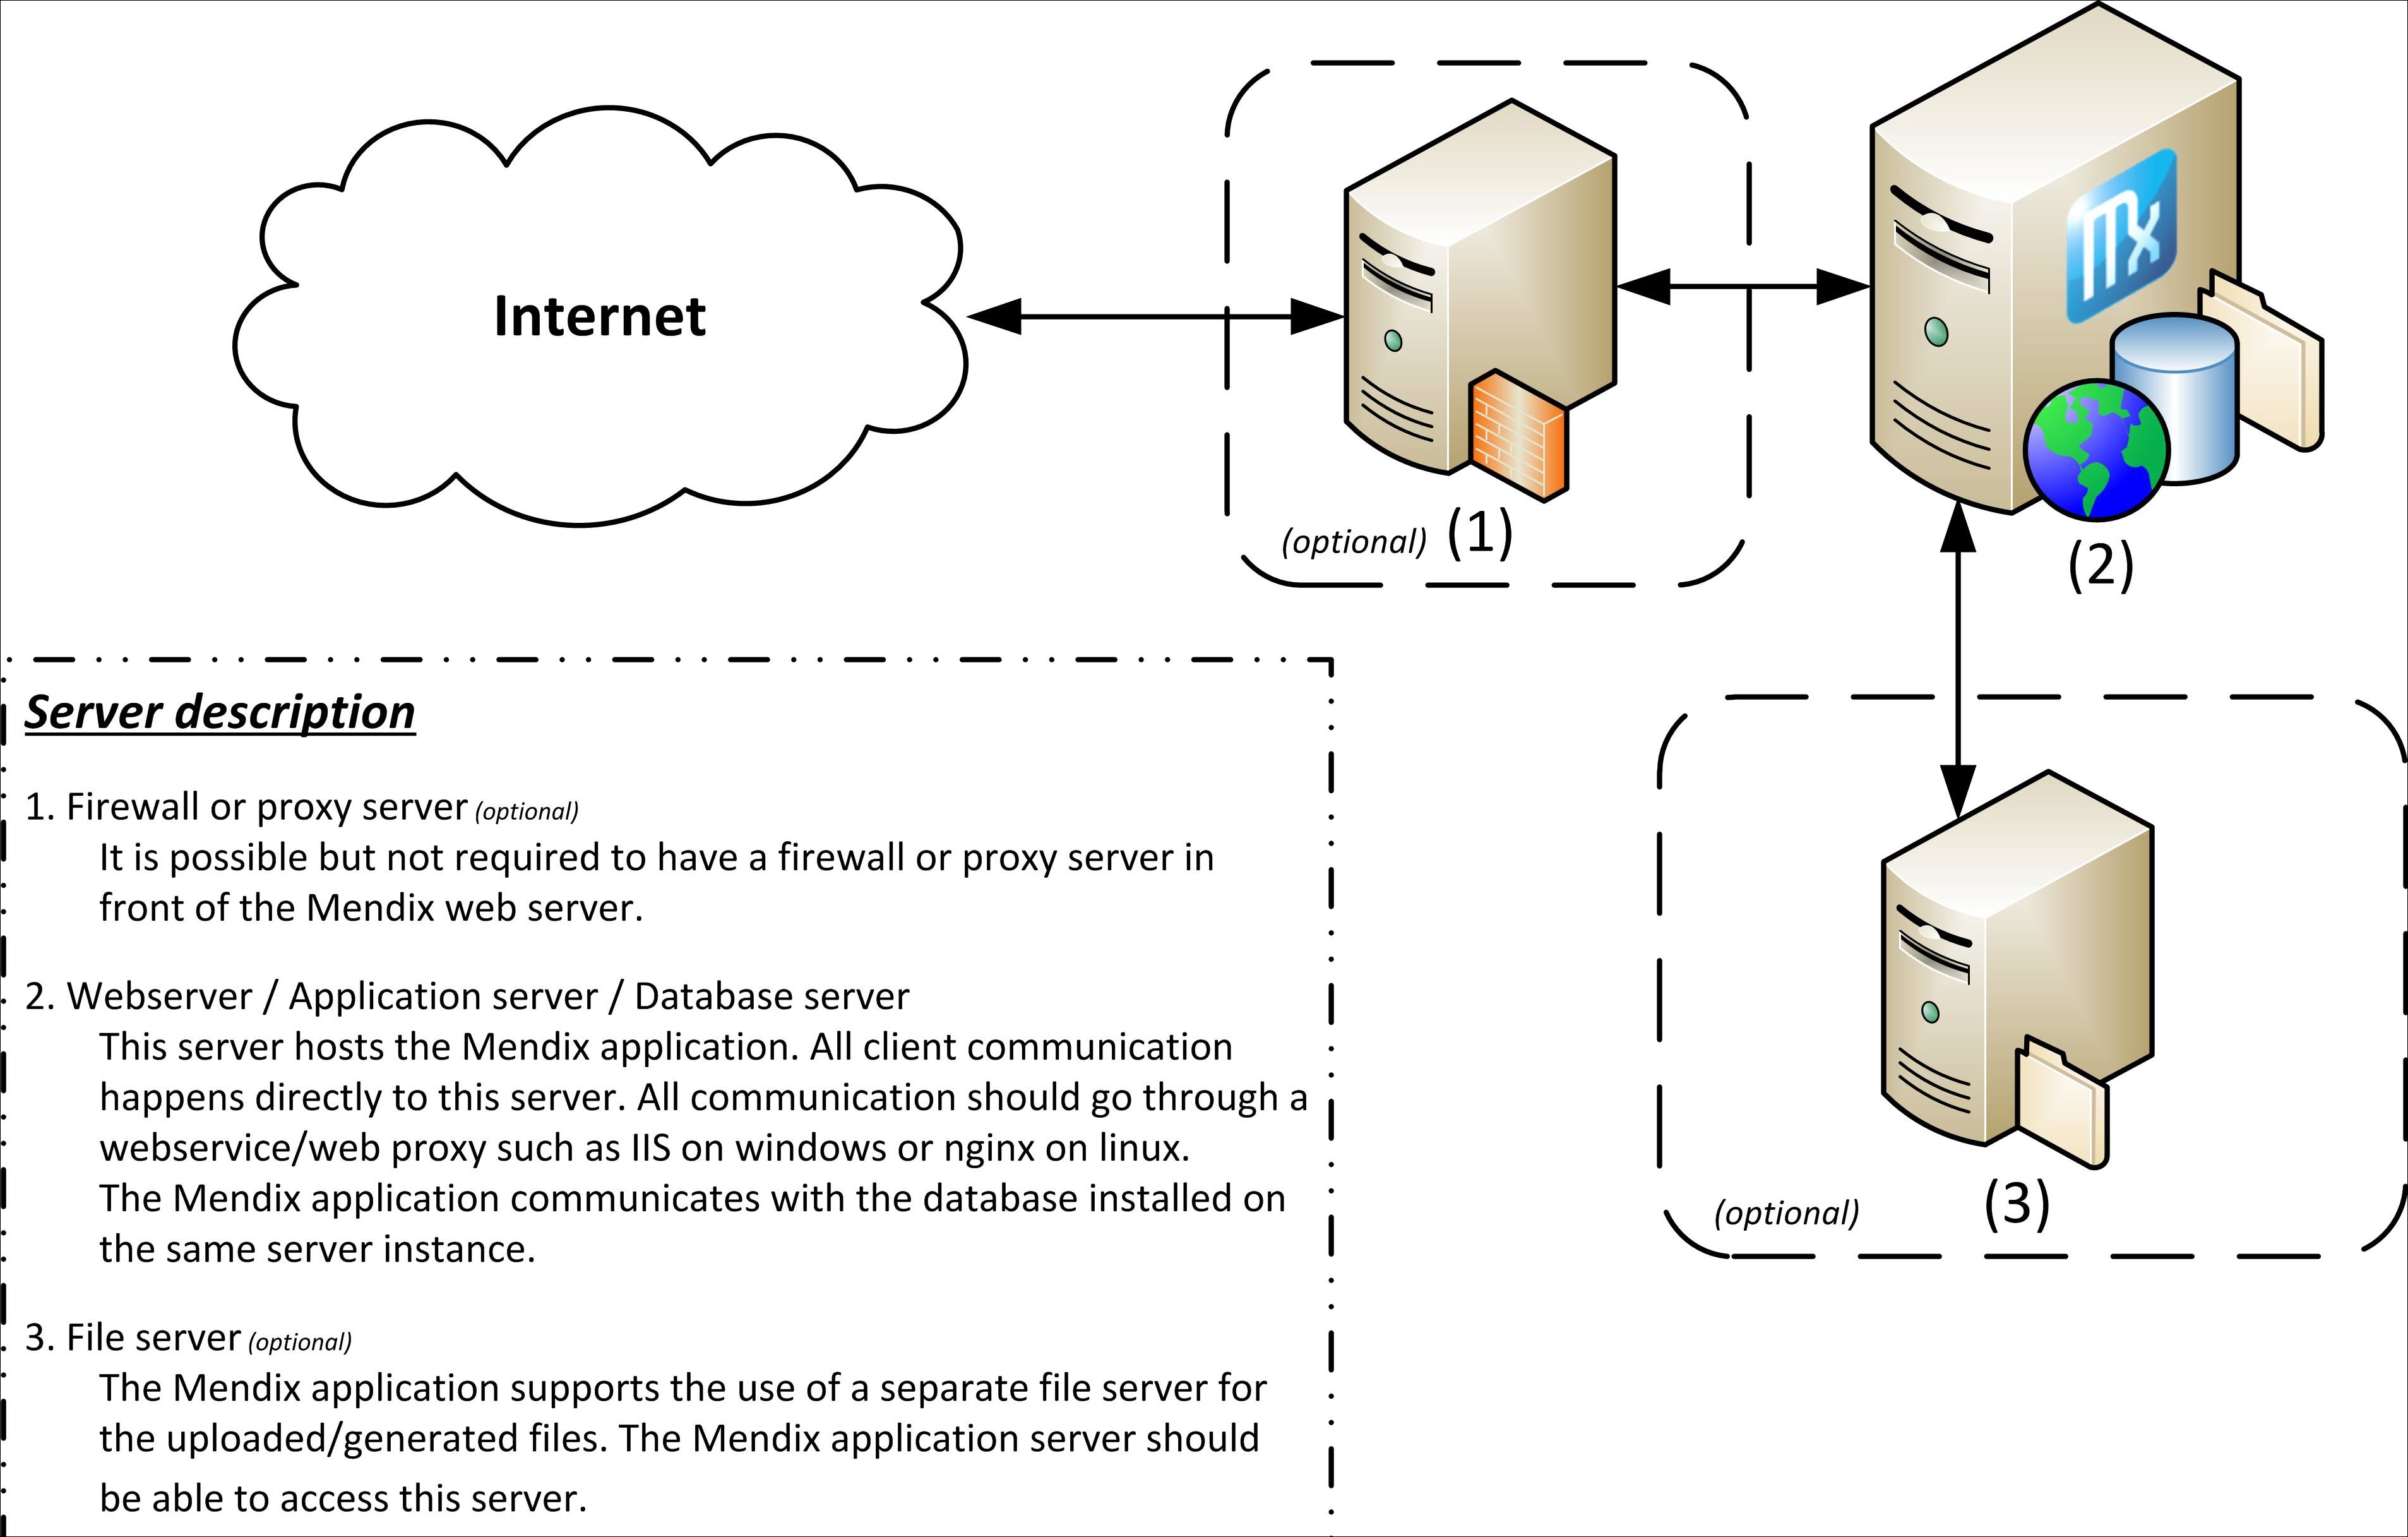 Internet
Mx
(optional) (1)
(2)
Server description
1. Firewall or proxy server (optional)
It is possible but not required to have a firewall or proxy server in
front of the Mendix web server.
2. Webserver / Application server / Database server
This server hosts the Mendix application. All client communication
happens directly to this server. All communication should go through a
webservice/web proxy such as IIS on windows or nginx on linux.
The Mendix application communicates with the database installed on
the same server instance.
3. File server (optional)
The Mendix application supports the use of a separate file server for
the uploaded/generated files. The Mendix application server should
be able to access this server.
(optional) (3)